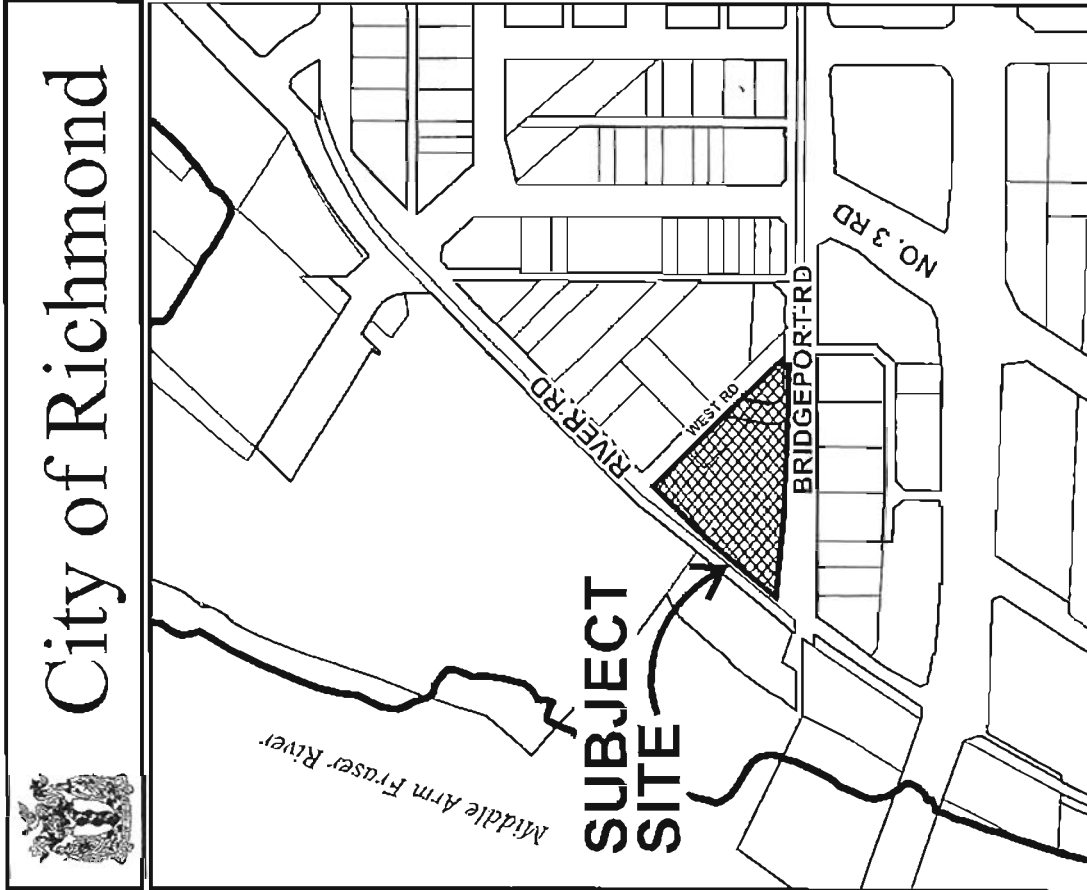 City of Richmond
Middle Arm Fraser River
RIVER RD
WEST RD
BRIDGEPORT RD
NO. 3 RD
SUBJECT
SITE